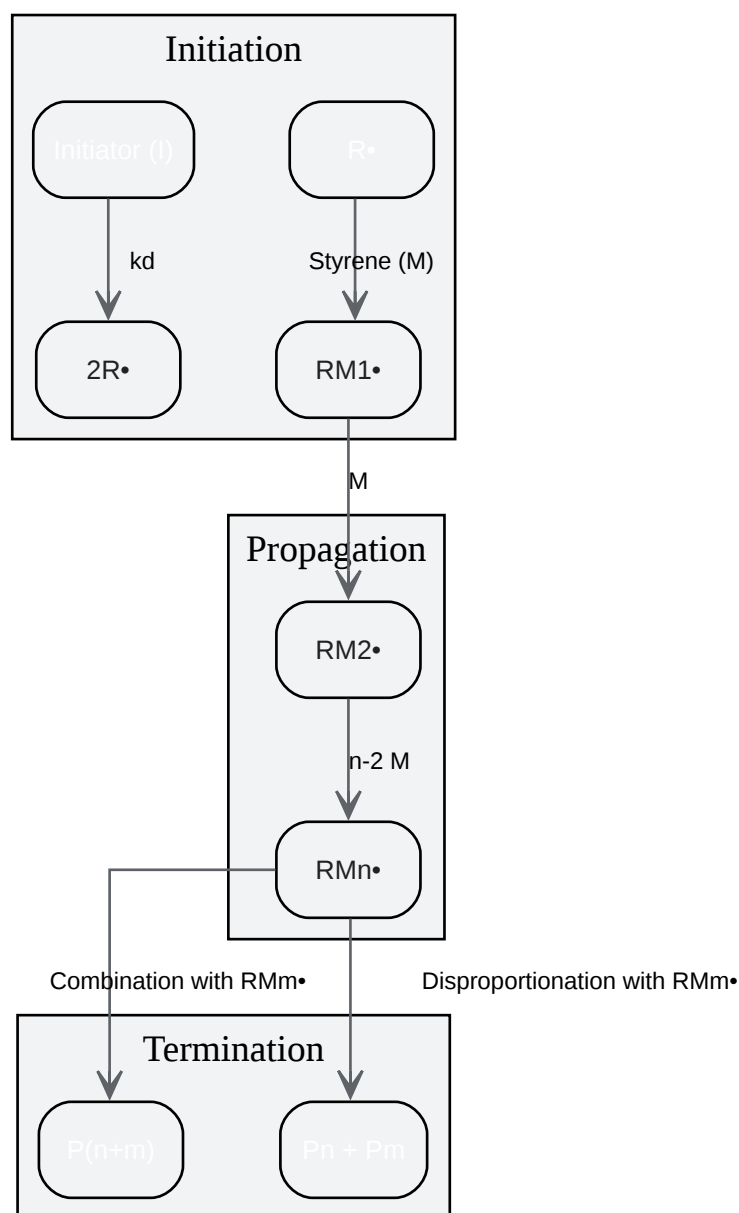 Initiation
Initiator (I)
R•
kd
Styrene (M)
2R•
RM1•
M
Propagation
RM2•
n-2 M
RMn•
Combination with RMm•
Disproportionation with RMm•
Termination
P(n+m)
Pn + Pm